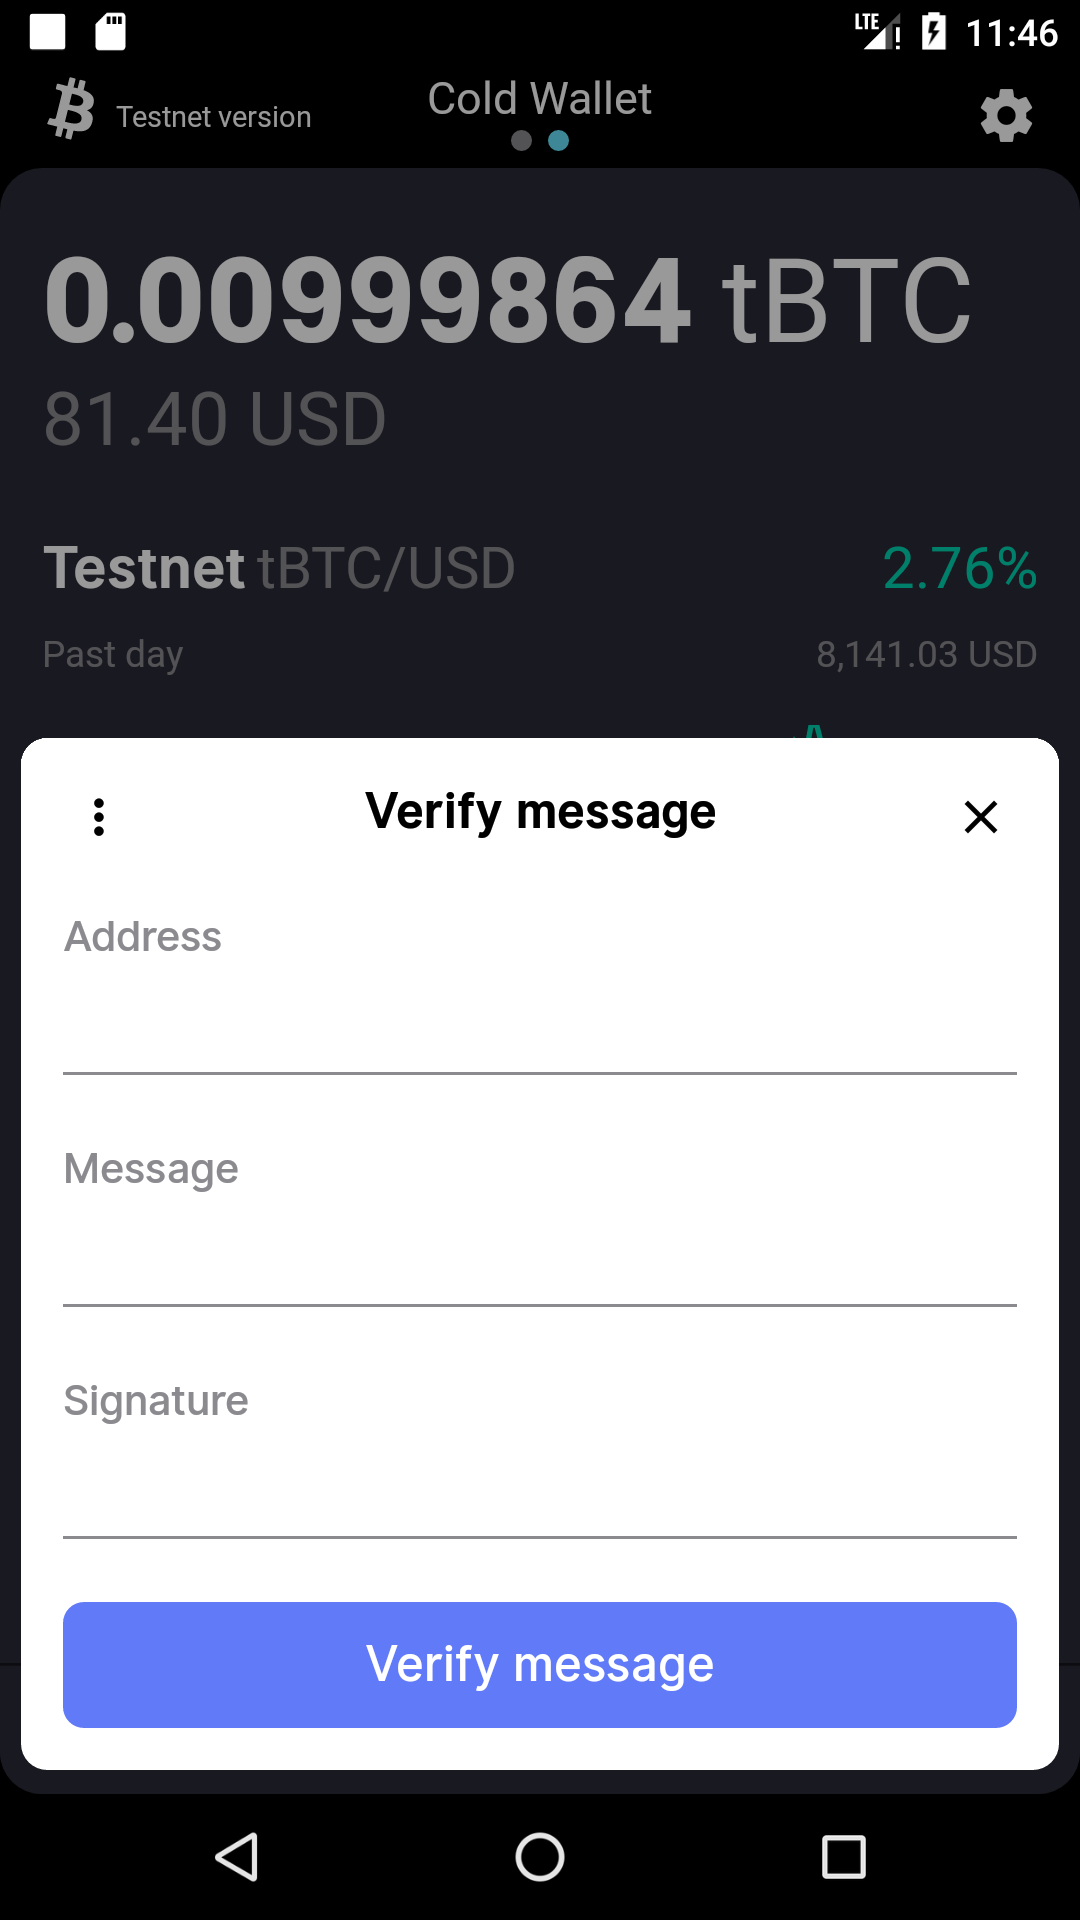 LTE 11:46
Testnet version
Cold Wallet
0.00999864 tBTC
81.40 USD
Testnet tBTC/USD 2.76%
Past day 8,141.03 USD
Verify message
Address
Message
Signature
Verify message